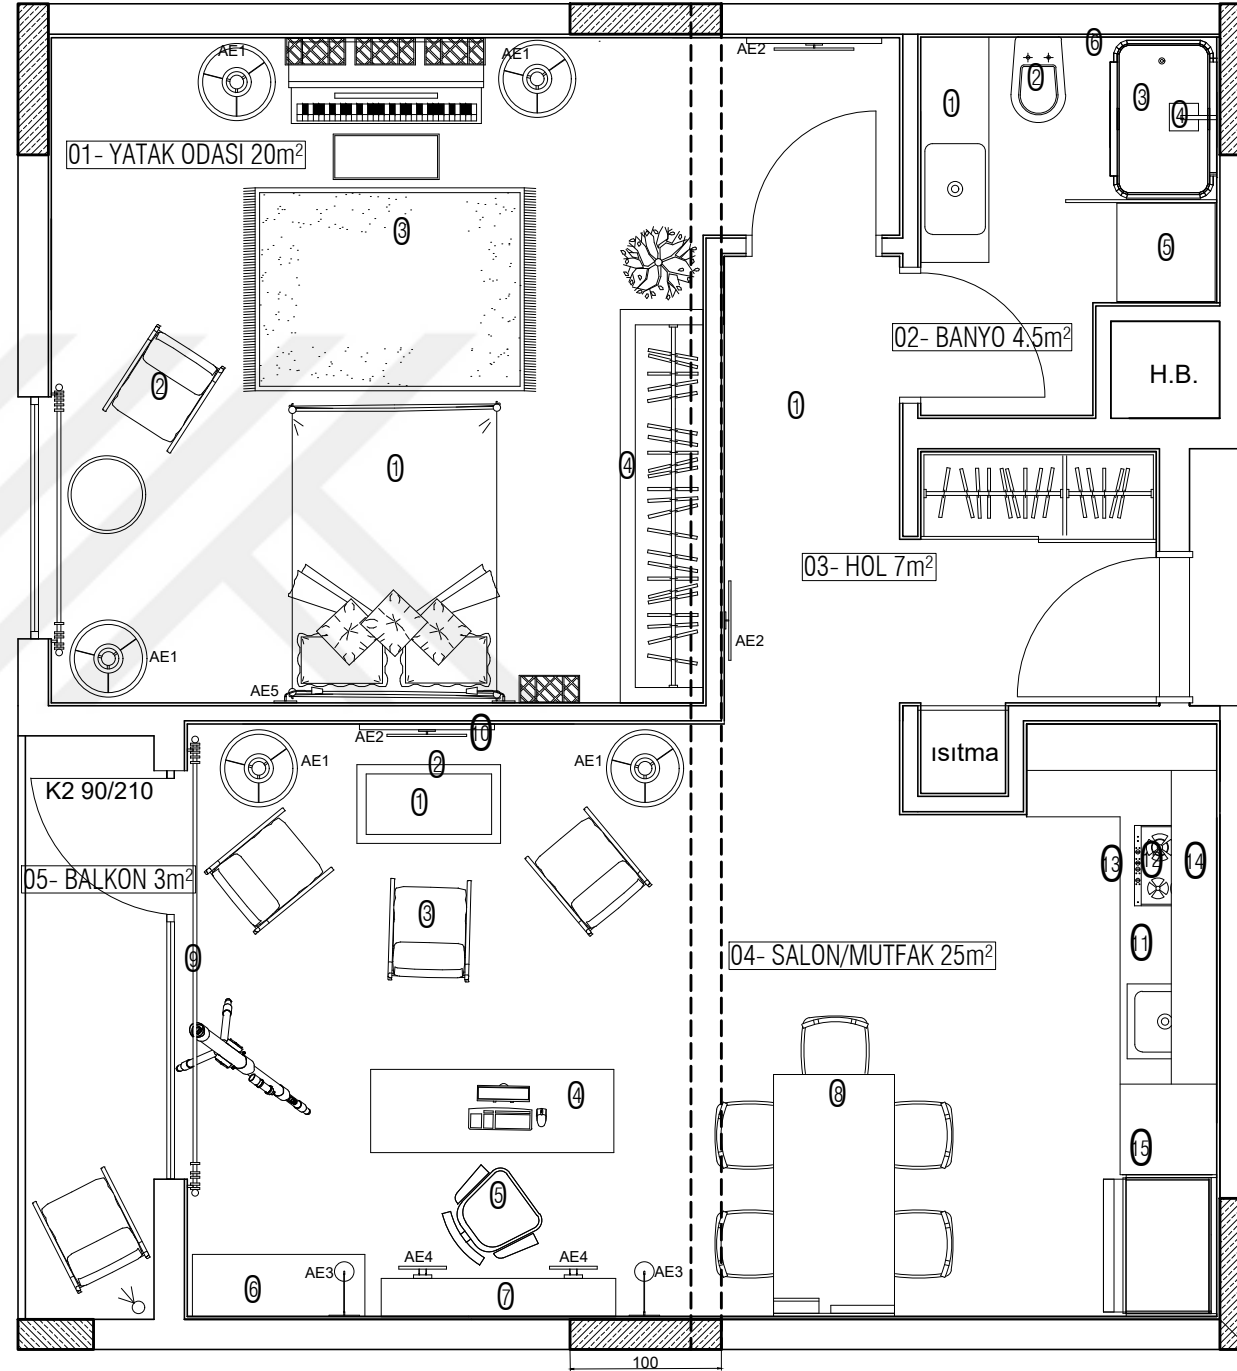 AE1
AE1
AE2
6
2
3
1
4
01- YATAK ODASI 20m²
3
5
02- BANYO 4.5m²
H.B.
2
1
1
4
03- HOL 7m²
AE2
AE1
AE5
10
AE2
AE1
AE1
2
ısıtma
K2 90/210
1
13
12
14
05- BALKON 3m²
3
11
9
04- SALON/MUTFAK 25m²
4
8
15
5
AE4
AE4
AE3
AE3
6
7
100